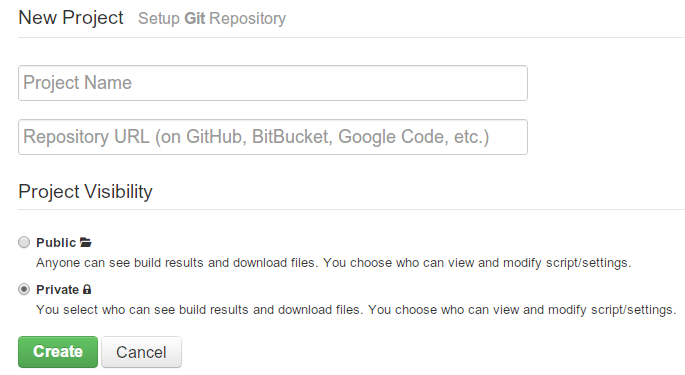 New Project Setup Git Repository
Project Name
Repository URL (on GitHub, BitBucket, Google Code, etc.)
Project Visibility
Public
Anyone can see build results and download files. You choose who can view and modify script/settings.
Private
You select who can see build results and download files. You choose who can view and modify script/settings.
Create Cancel